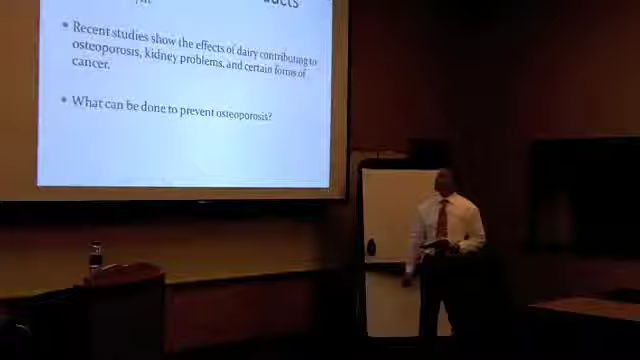 • Recent studies show the effects of dairy contributing to
osteoporosis, kidney problems, and certain forms of
cancer.
• What can be done to prevent osteoporosis?